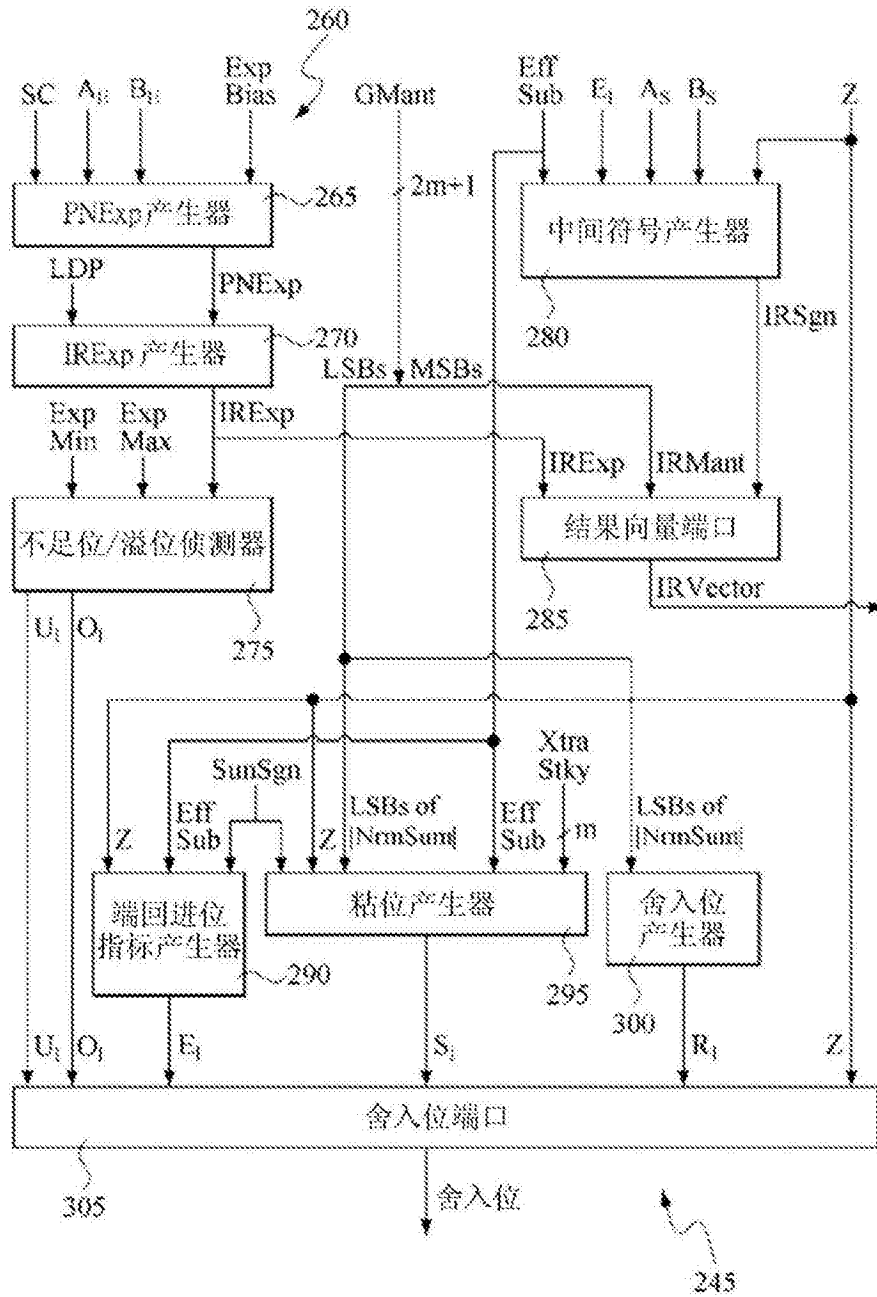 260
SC
A_E
B_E
Exp
Bias
GMant
Eff
Sub
E_I
A_S
B_S
Z
2m+1
PNExp产生器
265
中间符号产生器
280
LDP
PNExp
IRSgn
IRExp 产生器
270
LSBs
MSBs
Exp
Min
Exp
Max
IRExp
IRExp
IRMant
不足位/溢位侦测器
275
结果向量端口
285
IRVector
U_I
O_I
SunSgn
Xtra
Stky
Z
Eff
Sub
Z
LSBs of
|NrmSum|
Eff
Sub
m
LSBs of
|NrmSum|
端回进位
指标产生器
290
粘位产生器
295
舍入位
产生器
300
U_I
O_I
E_I
S_I
R_I
Z
舍入位端口
305
舍入位
245